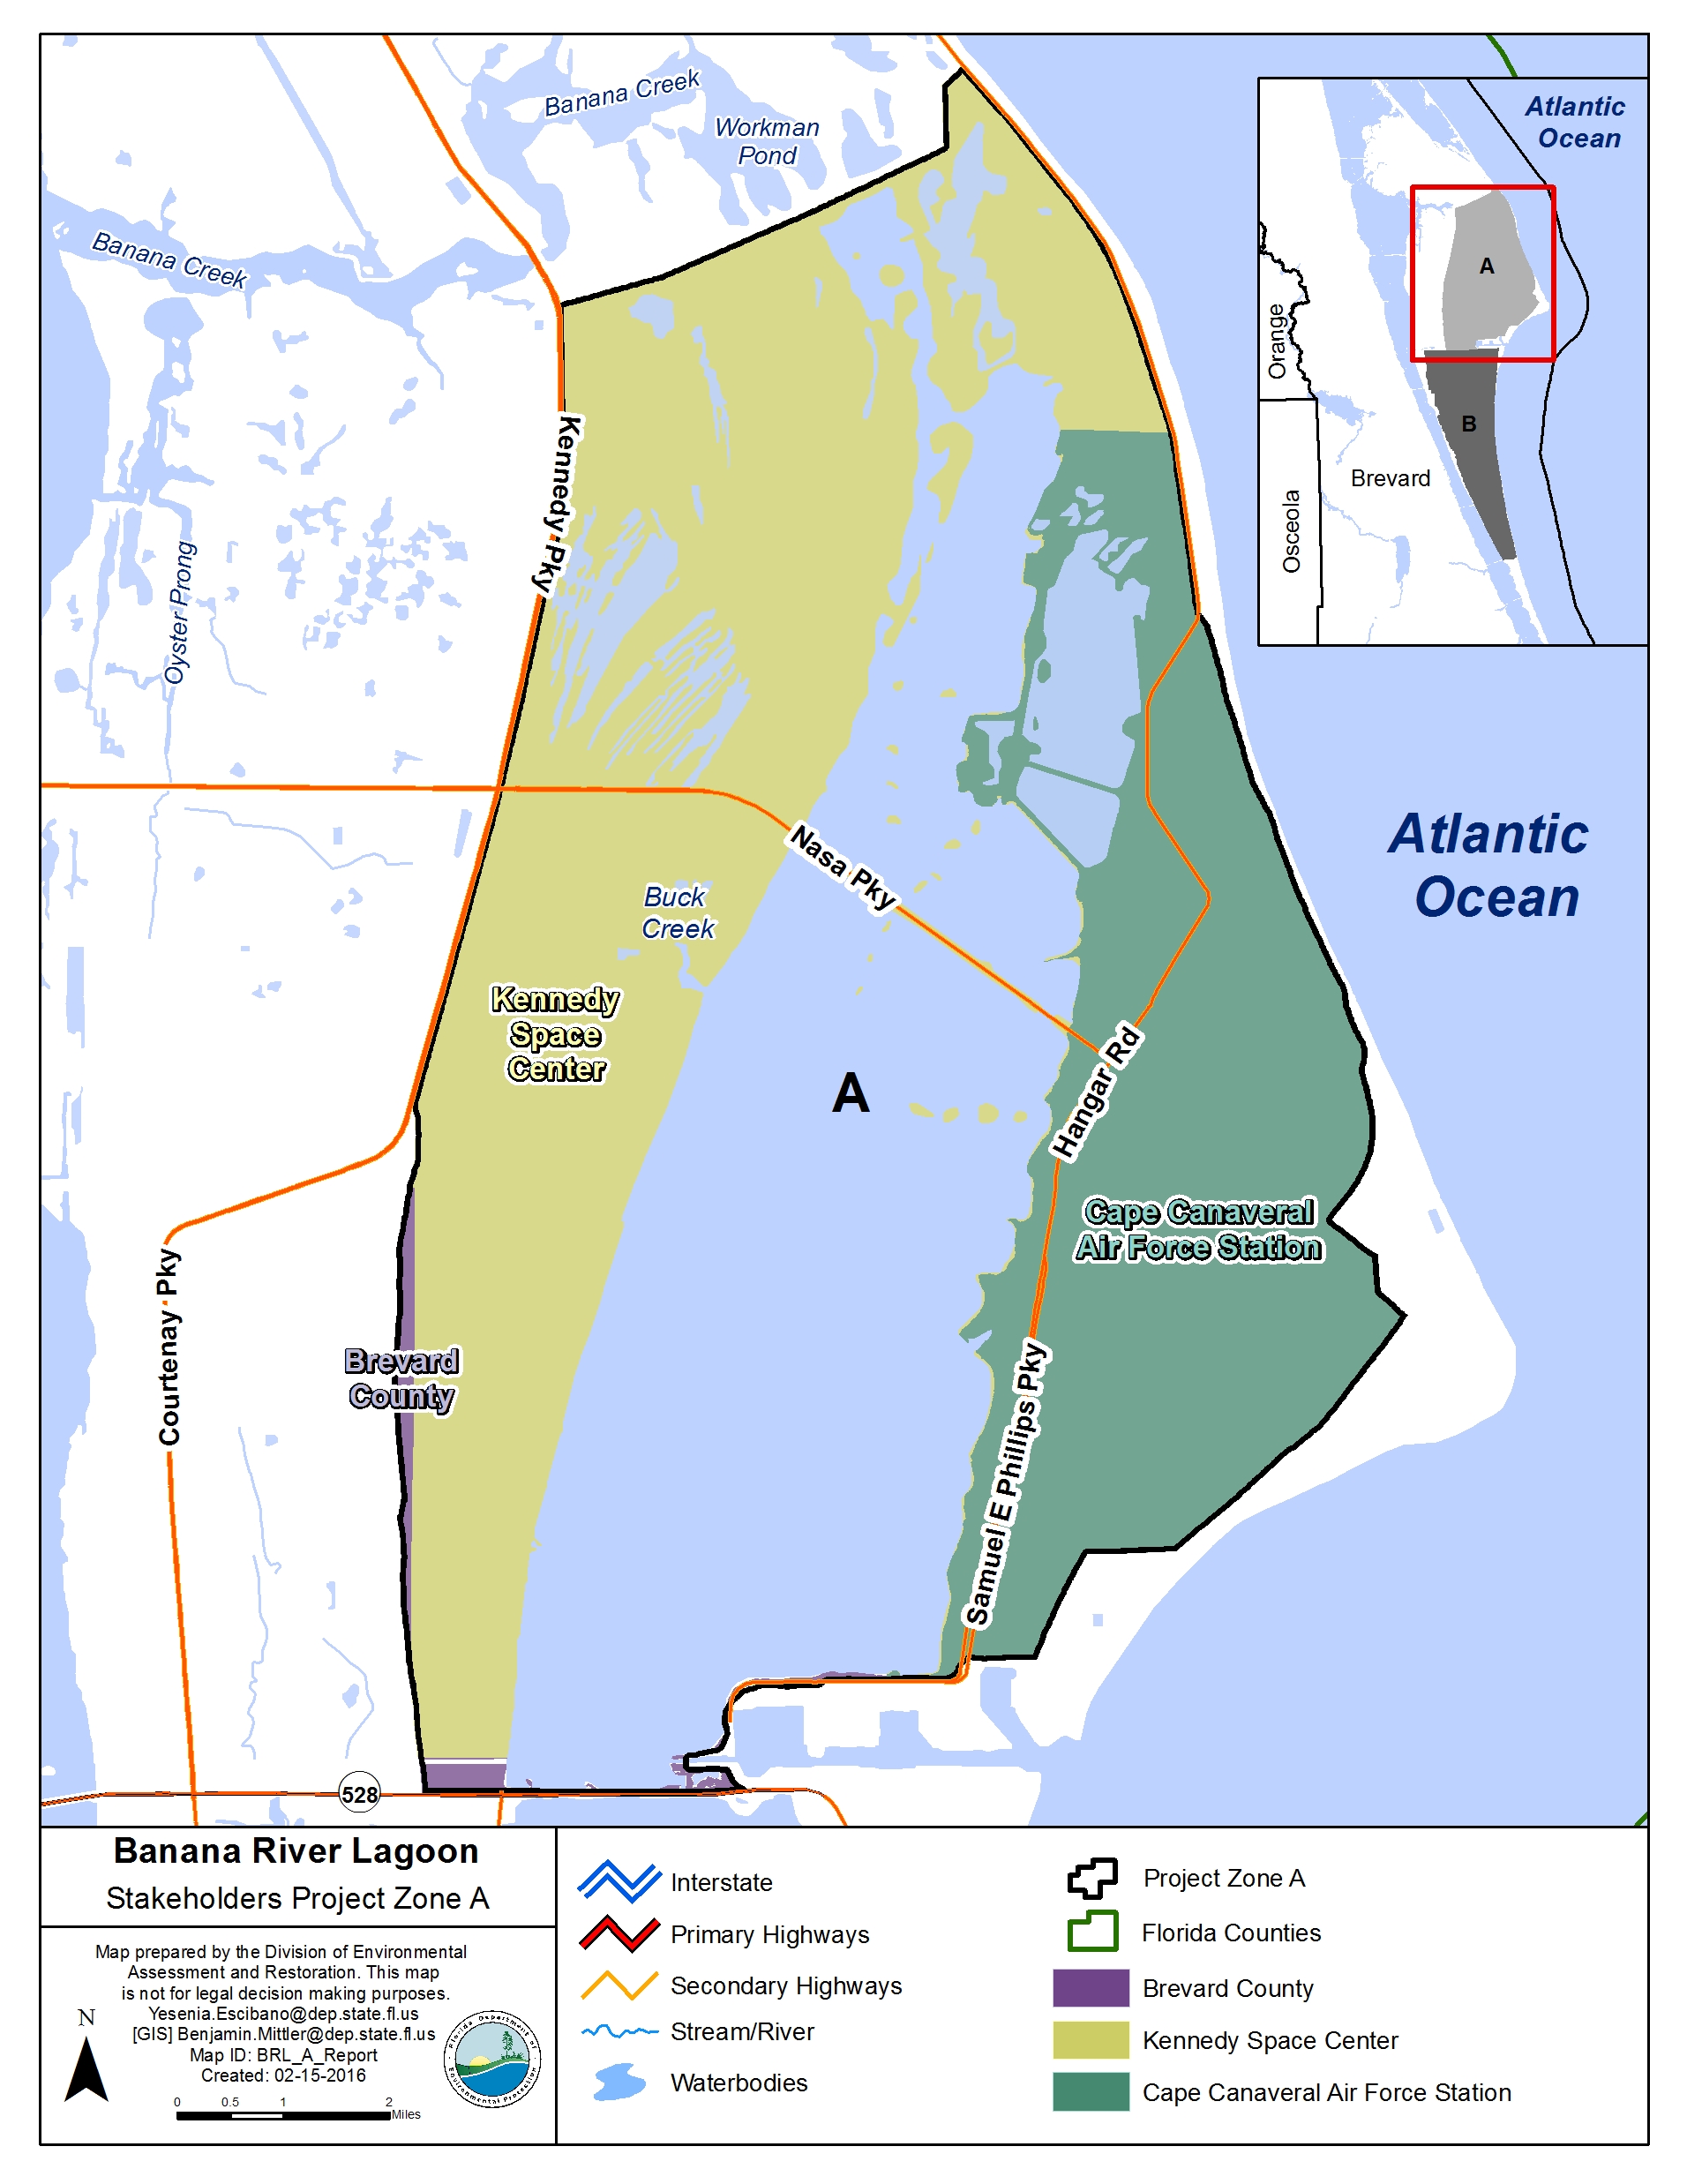 Banana Creek
Workman
Pond
Banana Creek
Oyster Prong
Kennedy Pky
Nasa Pky
Buck
Creek
Kennedy
Space
Center
A
Hangar Rd
Cape Canaveral
Air Force Station
Samuel E Phillips Pky
Brevard
County
Courtenay Pky
528
Atlantic
Ocean
Atlantic
Ocean
A
B
Orange
Osceola
Brevard
Banana River Lagoon
Stakeholders Project Zone A
Map prepared by the Division of Environmental
Assessment and Restoration. This map
is not for legal decision making purposes.
Yesenia.Escibano@dep.state.fl.us
[GIS] Benjamin.Mittler@dep.state.fl.us
Map ID: BRL_A_Report
Created: 02-15-2016
N
0 0.5 1 2
Miles
Florida Department of
Environmental Protection
Interstate
Primary Highways
Secondary Highways
Stream/River
Waterbodies
Project Zone A
Florida Counties
Brevard County
Kennedy Space Center
Cape Canaveral Air Force Station